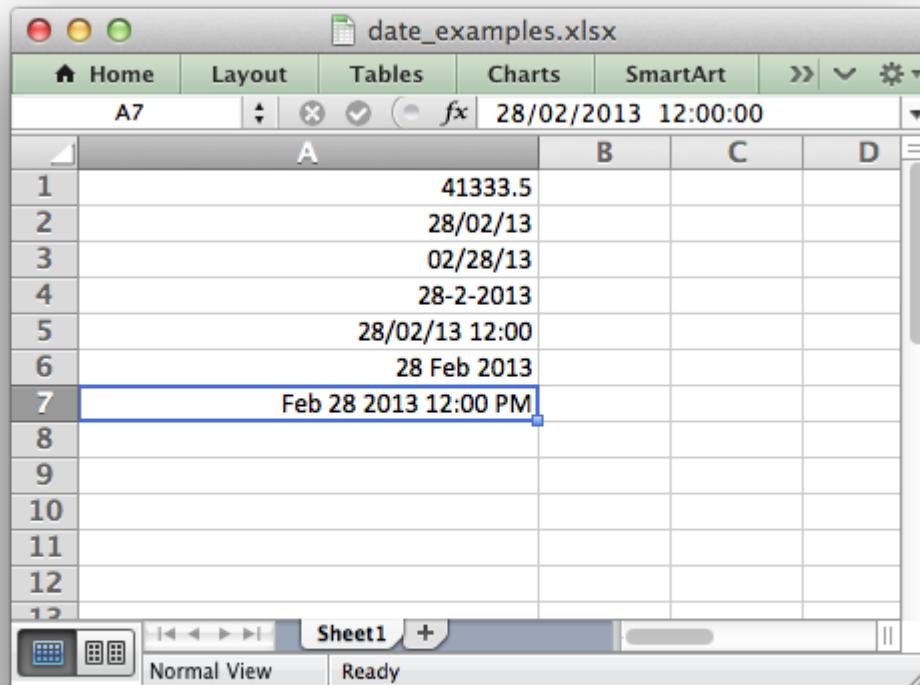 date_examples.xlsx
Home Layout Tables Charts SmartArt
A7 fx 28/02/2013 12:00:00
A B C D
1 41333.5
2 28/02/13
3 02/28/13
4 28-2-2013
5 28/02/13 12:00
6 28 Feb 2013
7 Feb 28 2013 12:00 PM
8
9
10
11
12
13
Sheet1
Normal View Ready